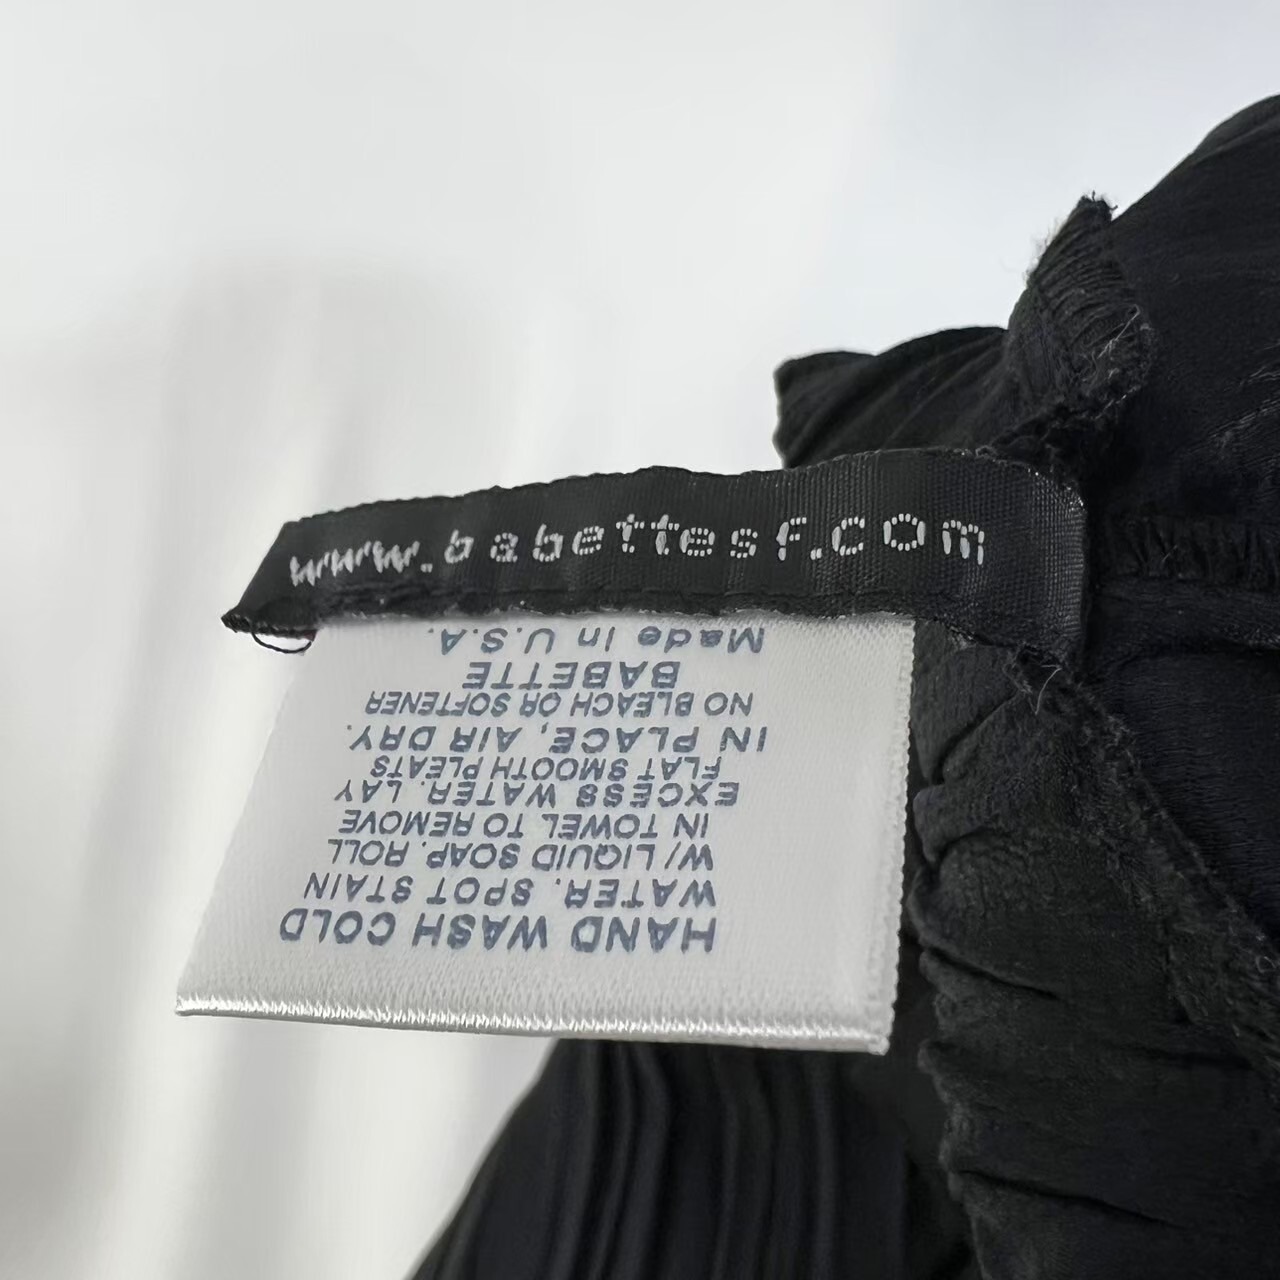 www.babettesf.com
HAND WASH COLD
WATER. SPOT STAIN
W/ LIQUID SOAP. ROLL
IN TOWEL TO REMOVE
EXCESS WATER. LAY
FLAT SMOOTH PLEATS
IN PLACE, AIR DRY.
NO BLEACH OR SOFTENER
BABETTE
Made in U.S.A.